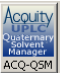 Acquity
UPLC
Quaternary
Solvent
Manager
ACQ-QSM